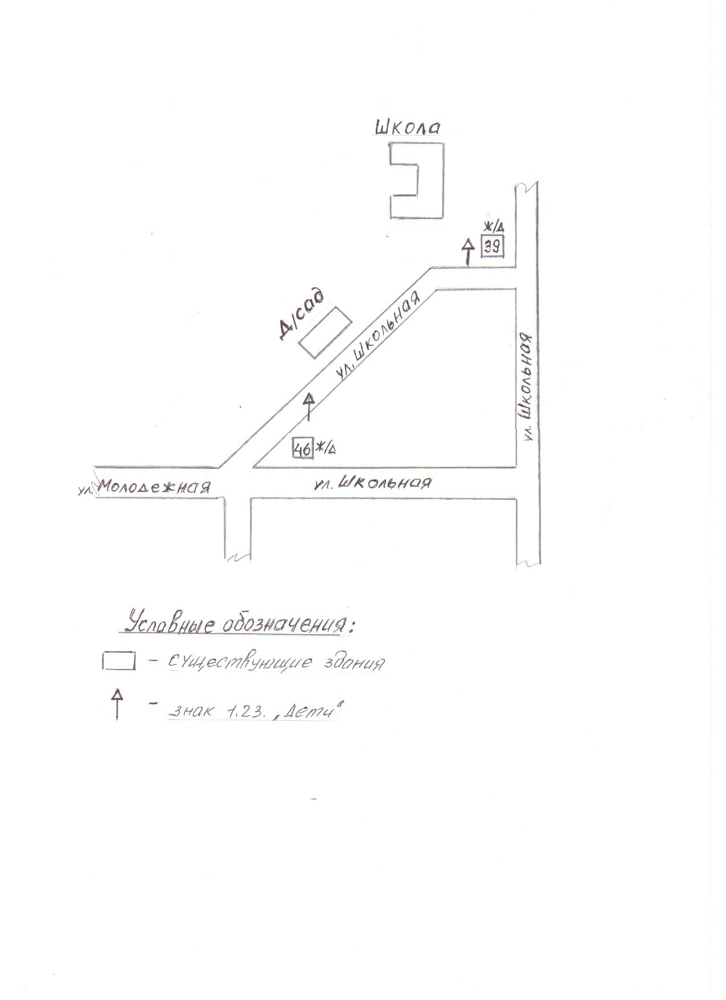 Школа
ж/д
39
Д/сад
ул. Школьная
ул. Школьная
46 ж/д
ул. Молодежная
ул. Школьная
Условные обозначения:
- существующие здания
- знак 1.23. „Дети“